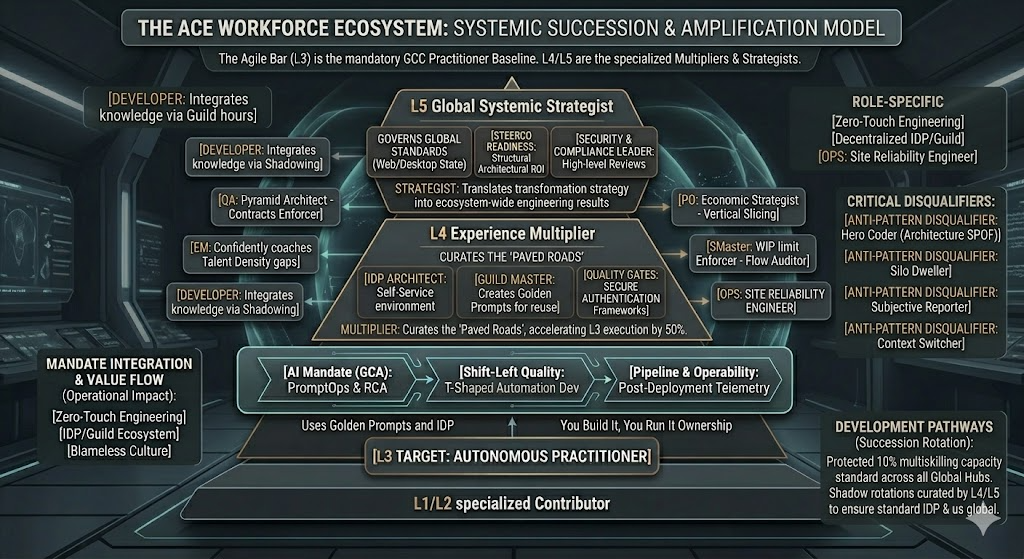 THE ACE WORKFORCE ECOSYSTEM: SYSTEMIC SUCCESSION & AMPLIFICATION MODEL
The Agile Bar (L3) is the mandatory GCC Practitioner Baseline. L4/L5 are the specialized Multipliers & Strategists.
[DEVELOPER: Integrates
knowledge via Guild hours]
[DEVELOPER: Integrates
knowledge via Shadowing]
[QA: Pyramid Architect -
Contracts Enforcer]
[EM: Confidently coaches
Talent Density gaps]
[DEVELOPER: Integrates
knowledge via Shadowing]
MANDATE INTEGRATION
& VALUE FLOW
(Operational Impact):
[Zero-Touch Engineering]
[IDP/Guild Ecosystem]
[Blameless Culture]
L5 Global Systemic Strategist
GOVERNS GLOBAL
STANDARDS
(Web/Desktop State)
[STEERCO
READINESS:
Structural
Architectural ROI
[SECURITY &
COMPLIANCE LEADER:
High-level Reviews
STRATEGIST: Translates transformation strategy
into ecosystem-wide engineering results
L4 Experience Multiplier
CURATES THE 'PAVED ROADS'
[IDP ARCHITECT:
Self-Service
environment
[GUILD MASTER:
Creates Golden
Prompts for reuse]
[QUALITY GATES:
SECURE
AUTHENTICATION
Frameworks]
MULTIPLIER: Curates the 'Paved Roads', accelerating L3 execution by 50%.
[AI Mandate (GCA):
PromptOps & RCA
[Shift-Left Quality:
T-Shaped Automation Dev
[Pipeline & Operability:
Post-Deployment Telemetry
Uses Golden Prompts and IDP
You Build It, You Run It Ownership
[L3 TARGET: AUTONOMOUS PRACTITIONER]
L1/L2 specialized Contributor
[PO: Economic Strategist
- Vertical Slicing]
[SMaster: WIP limit
Enforcer - Flow Auditor]
[OPS: SITE RELIABILITY
ENGINEER]
ROLE-SPECIFIC
[Zero-Touch Engineering]
[Decentralized IDP/Guild]
[OPS: Site Reliability Engineer]
CRITICAL DISQUALIFIERS:
[ANTI-PATTERN DISQUALIFIER:
Hero Coder (Architecture SPOF)]
[ANTI-PATTERN DISQUALIFIER:
Silo Dweller]
[ANTI-PATTERN DISQUALIFIER:
Subjective Reporter]
[ANTI-PATTERN DISQUALIFIER:
Context Switcher]
DEVELOPMENT PATHWAYS
(Succession Rotation):
Protected 10% multiskilling capacity
standard across all Global Hubs.
Shadow rotations curated by L4/L5
to ensure standard IDP & us global.